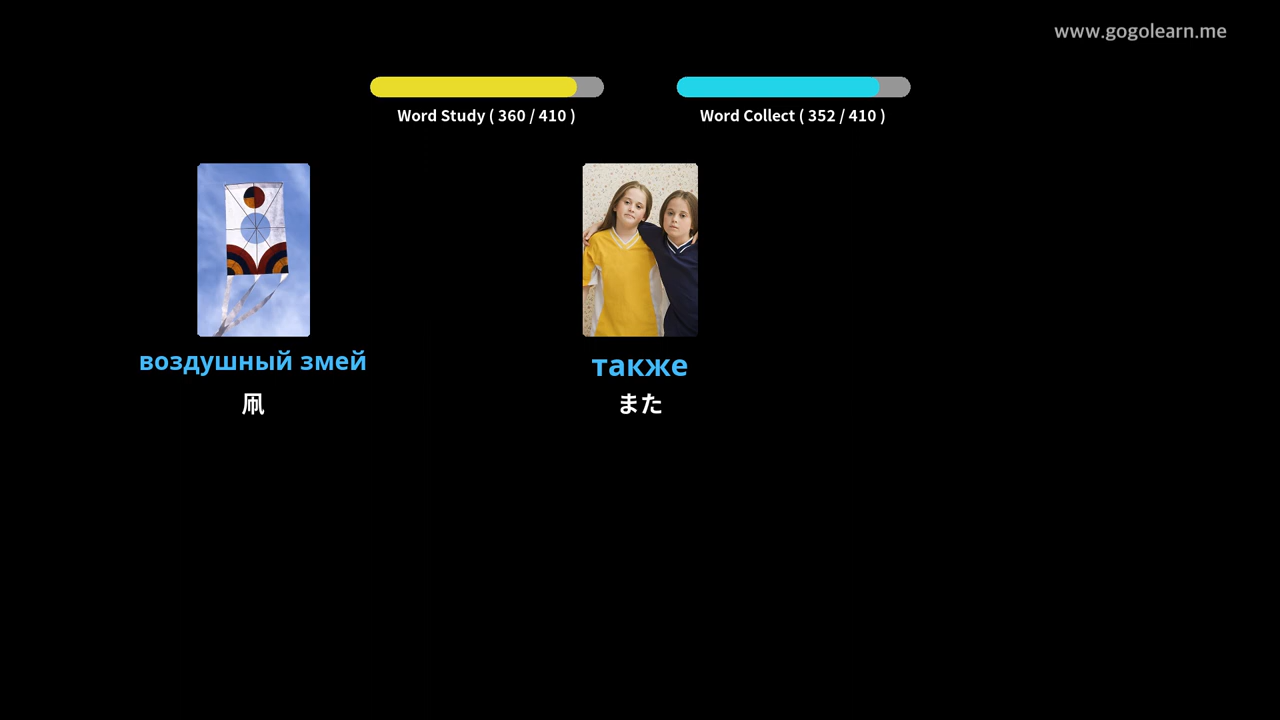 www.gogolearn.me
Word Study ( 360 / 410 )
Word Collect ( 352 / 410 )
воздушный змей
凧
также
また